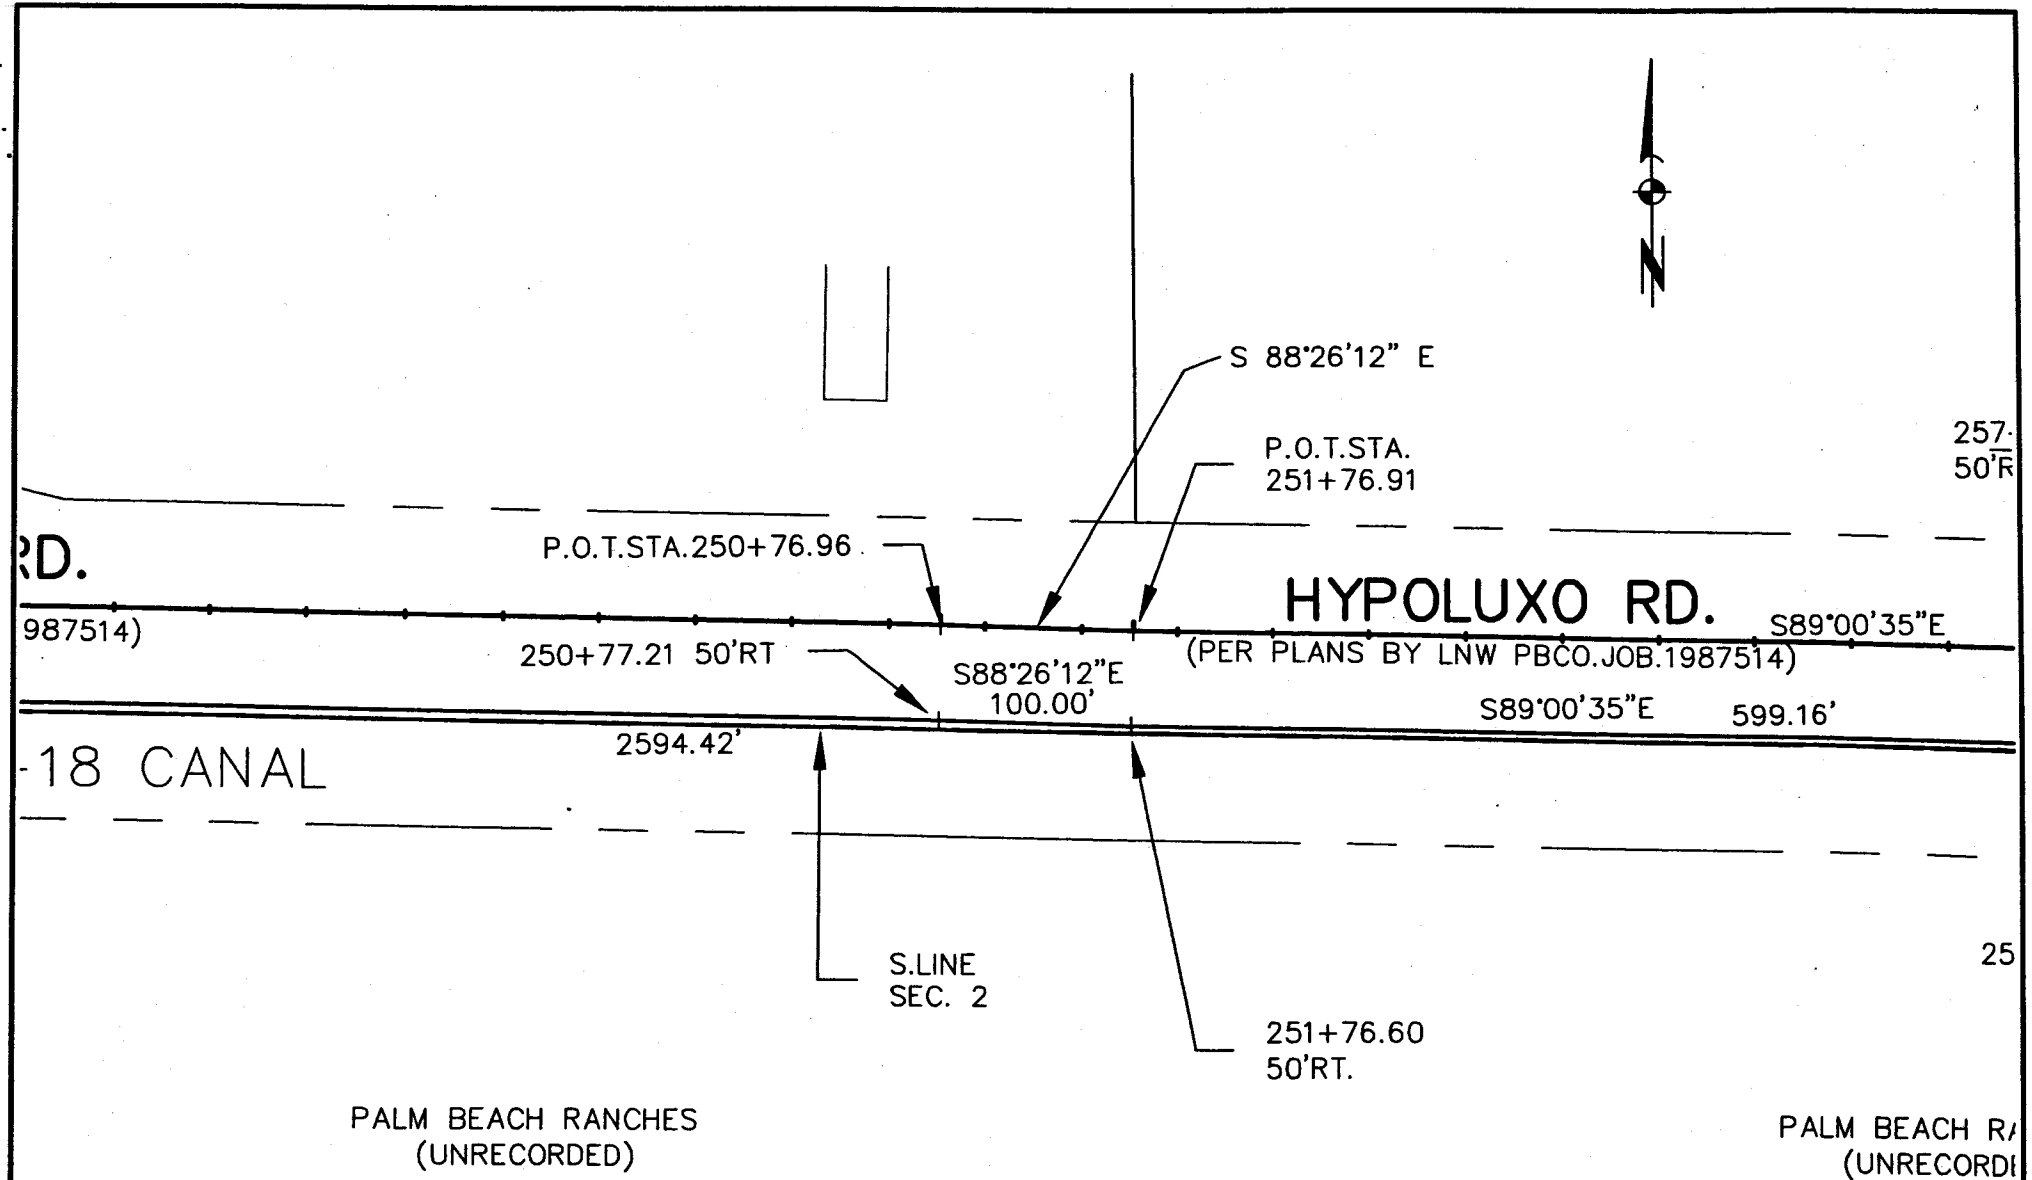 N
S 88°26'12" E
P.O.T.STA.
251+76.91
257
50'R
P.O.T.STA.250+76.96
RD.
HYPOLUXO RD.
S89°00'35"E
987514)
(PER PLANS BY LNW PBCO.JOB.1987514)
250+77.21 50'RT
S88°26'12"E
100.00'
S89°00'35"E 599.16'
2594.42'
-18 CANAL
S.LINE
SEC. 2
25
251+76.60
50'RT.
PALM BEACH RANCHES
(UNRECORDED)
PALM BEACH RA
(UNRECORDE